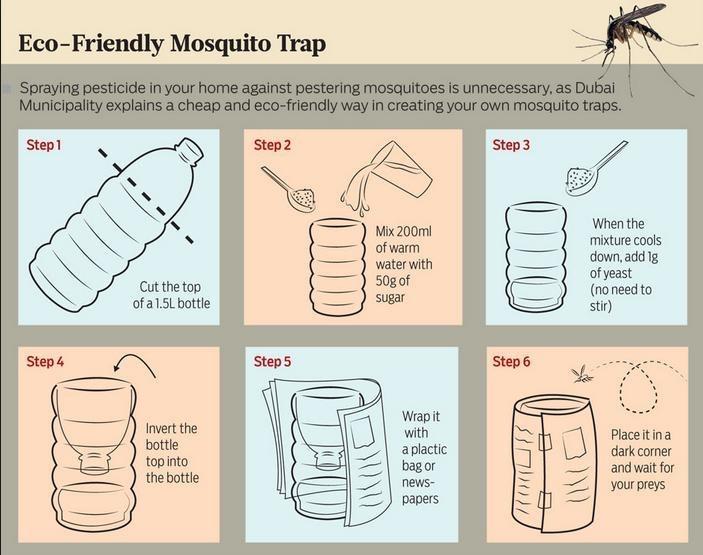 Eco-Friendly Mosquito Trap
Spraying pesticide in your home against pestering mosquitoes is unnecessary, as Dubai
Municipality explains a cheap and eco-friendly way in creating your own mosquito traps.
Step 1
Cut the top
of a 1.5L bottle
Step 2
Mix 200ml
of warm
water with
50g of
sugar
Step 3
When the
mixture cools
down, add 1g
of yeast
(no need to
stir)
Step 4
Invert the
bottle
top into
the bottle
Step 5
Wrap it
with
a plactic
bag or
news-
papers
Step 6
Place it in a
dark corner
and wait for
your preys